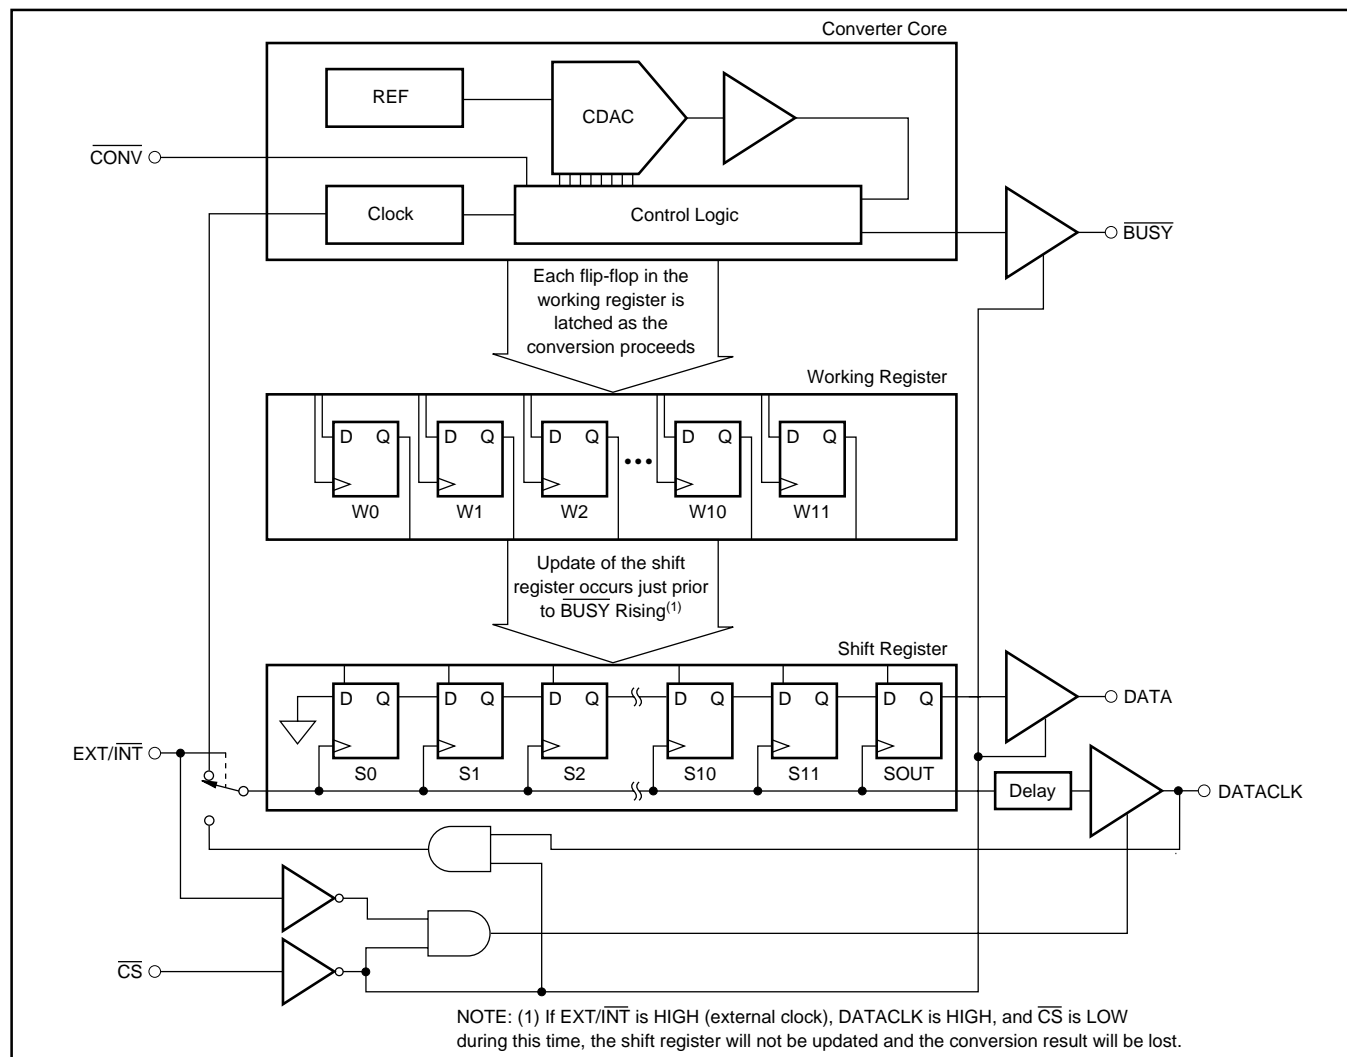 Converter Core
REF
CDAC
CONV
Clock
Control Logic
BUSY
Each flip-flop in the
working register is
latched as the
conversion proceeds
Working Register
D Q D Q D Q ••• D Q D Q
W0 W1 W2 W10 W11
Update of the shift
register occurs just prior
to BUSY Rising(1)
Shift Register
D Q D Q D Q D Q D Q D Q
DATA
EXT/INT
S0 S1 S2 S10 S11 SOUT
Delay
DATACLK
CS
NOTE: (1) If EXT/INT is HIGH (external clock), DATACLK is HIGH, and CS is LOW
during this time, the shift register will not be updated and the conversion result will be lost.